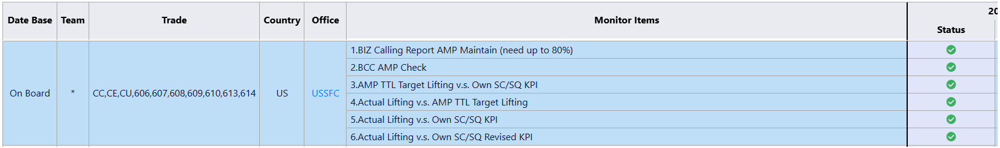 Date Base Team Trade Country Office Monitor Items 20
Status
On Board * CC,CE,CU,606,607,608,609,610,613,614 US USSFC
1.BIZ Calling Report AMP Maintain (need up to 80%)
2.BCC AMP Check
3.AMP TTL Target Lifting v.s. Own SC/SQ KPI
4.Actual Lifting v.s. AMP TTL Target Lifting
5.Actual Lifting v.s. Own SC/SQ KPI
6.Actual Lifting v.s. Own SC/SQ Revised KPI